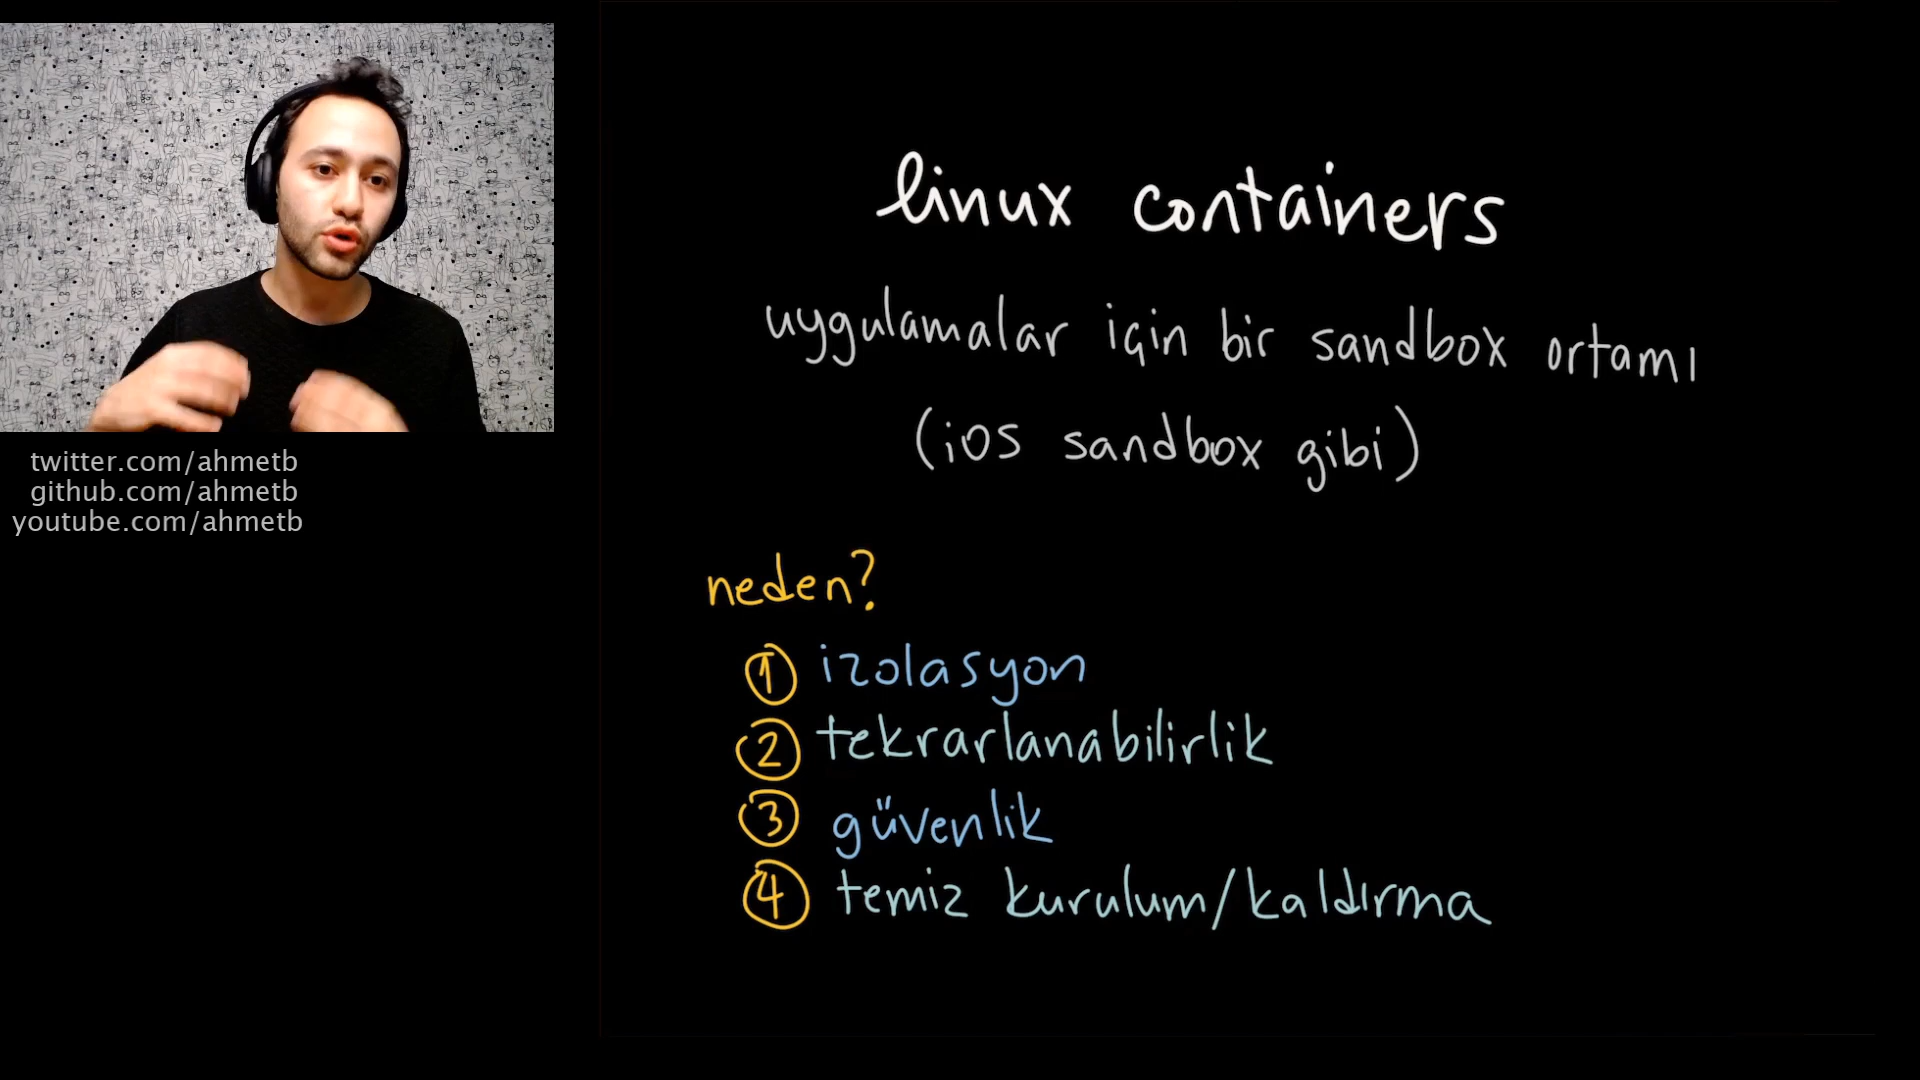 twitter.com/ahmetb
github.com/ahmetb
youtube.com/ahmetb
linux containers
uygulamalar için bir sandbox ortamı
(iOS sandbox gibi)
neden?
1 izolasyon
2 tekrarlanabilirlik
3 güvenlik
4 temiz kurulum/kaldırma